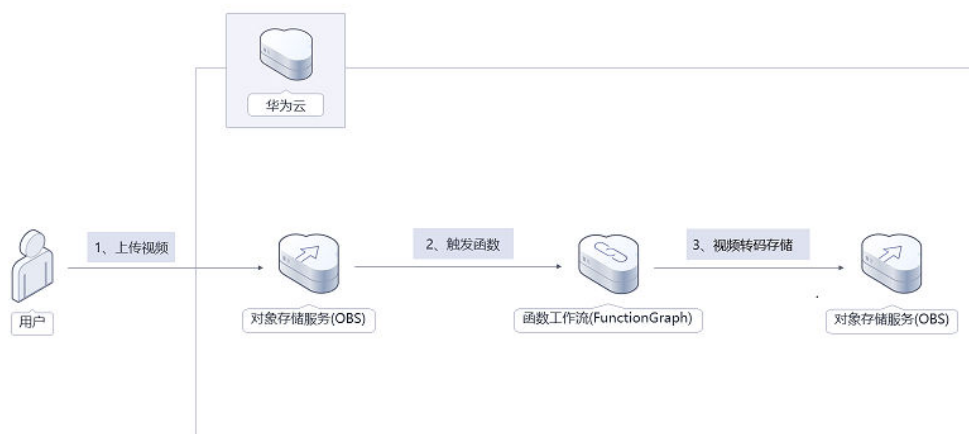 华为云
1、上传视频
2、触发函数
3、视频转码存储
用户
对象存储服务(OBS)
函数工作流(FunctionGraph)
对象存储服务(OBS)